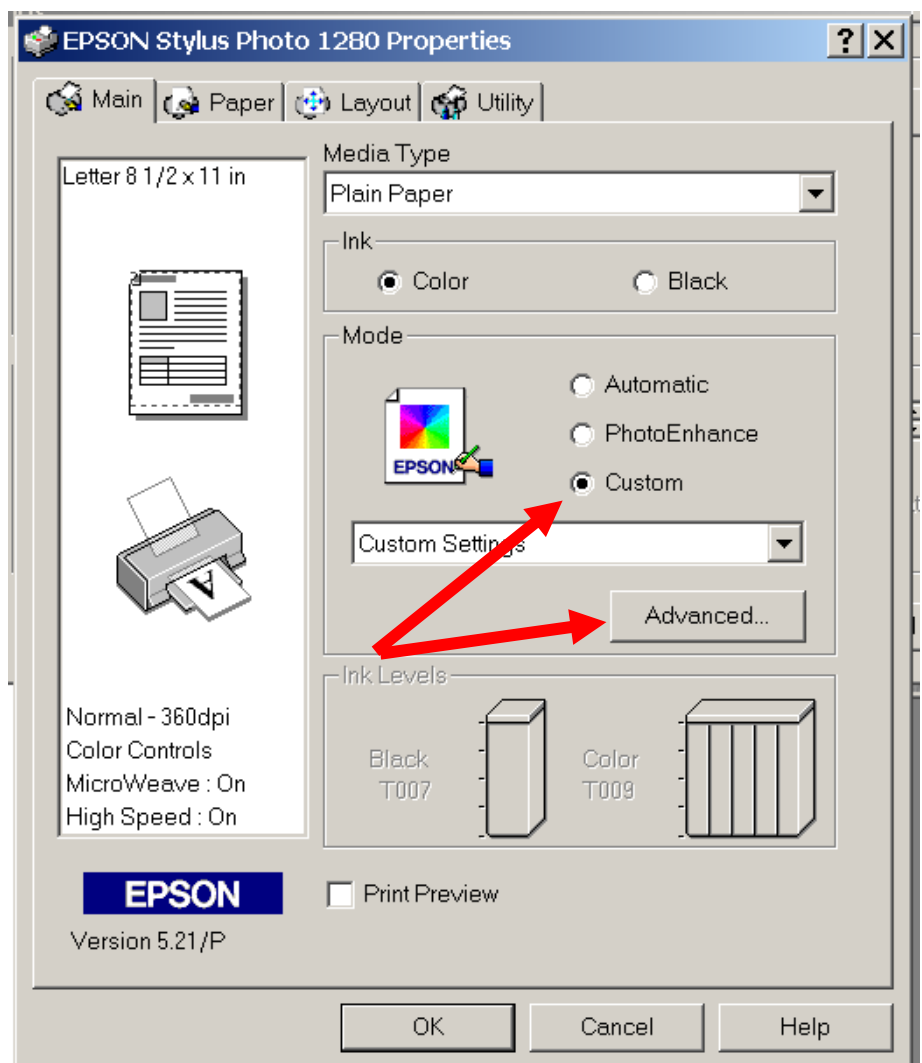 EPSON Stylus Photo 1280 Properties
Main Paper Layout Utility
Letter 8 1/2 x 11 in
Media Type
Plain Paper
Ink
Color Black
Mode
Automatic
PhotoEnhance
EPSON
Custom
Custom Settings
Advanced...
Ink Levels
Black
T007
Color
T009
A
Normal - 360dpi
Color Controls
MicroWeave : On
High Speed : On
EPSON
Version 5.21/P
Print Preview
OK Cancel Help